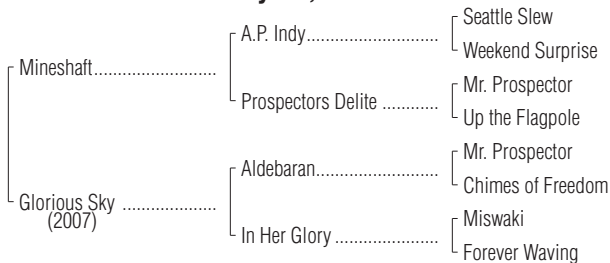 Seattle Slew
A.P. Indy..............................
Weekend Surprise
Mineshaft............................
Mr. Prospector
Prospectors Delite .............
Up the Flagpole
Mr. Prospector
Aldebaran............................
Chimes of Freedom
Glorious Sky .....................
(2007)
Miswaki
In Her Glory .......................
Forever Waving